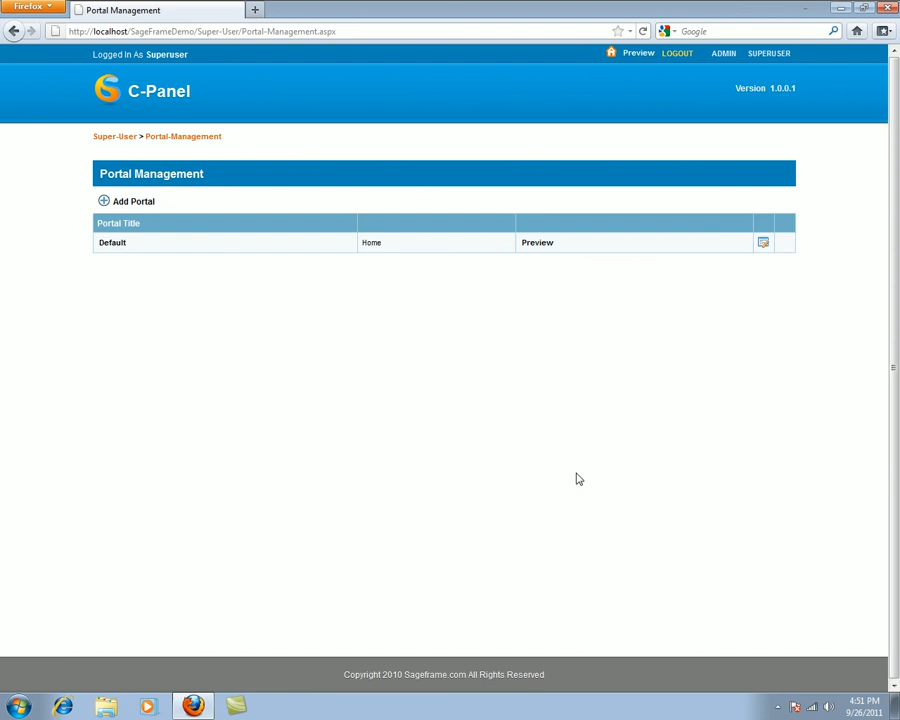 Firefox
Portal Management
http://localhost/SageFrameDemo/Super-User/Portal-Management.aspx
Google
Logged In As Superuser
Preview LOGOUT ADMIN SUPERUSER
C-Panel
Version 1.0.0.1
Super-User > Portal-Management
Portal Management
Add Portal
Portal Title
Default Home Preview
Copyright 2010 Sageframe.com All Rights Reserved
4:51 PM
9/26/2011